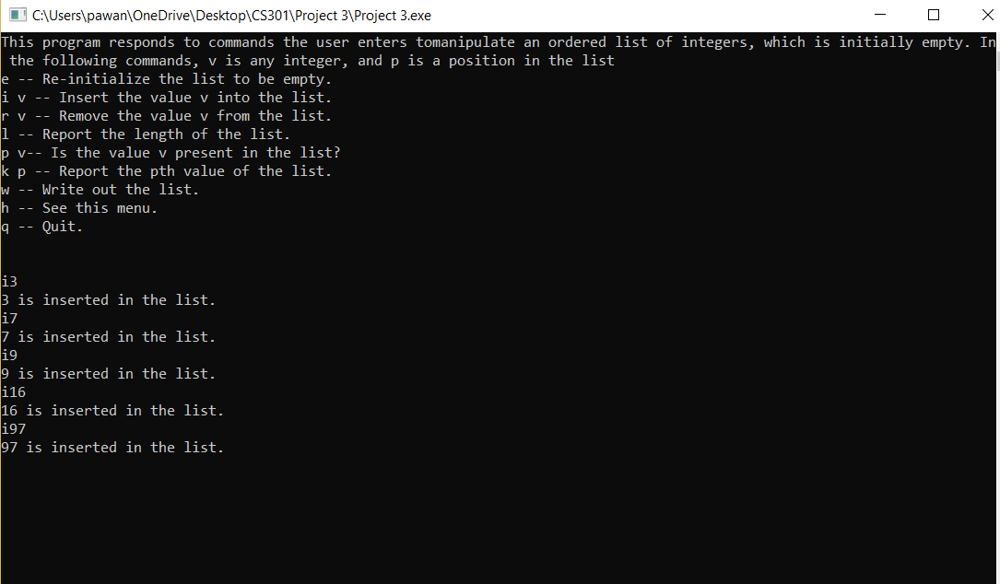 C:\Users\pawan\OneDrive\Desktop\CS301\Project 3\Project 3.exe
This program responds to commands the user enters tomanipulate an ordered list of integers, which is initially empty. In
 the following commands, v is any integer, and p is a position in the list
e -- Re-initialize the list to be empty.
i v -- Insert the value v into the list.
r v -- Remove the value v from the list.
l -- Report the length of the list.
p v-- Is the value v present in the list?
k p -- Report the pth value of the list.
w -- Write out the list.
h -- See this menu.
q -- Quit.
i3
3 is inserted in the list.
i7
7 is inserted in the list.
i9
9 is inserted in the list.
i16
16 is inserted in the list.
i97
97 is inserted in the list.